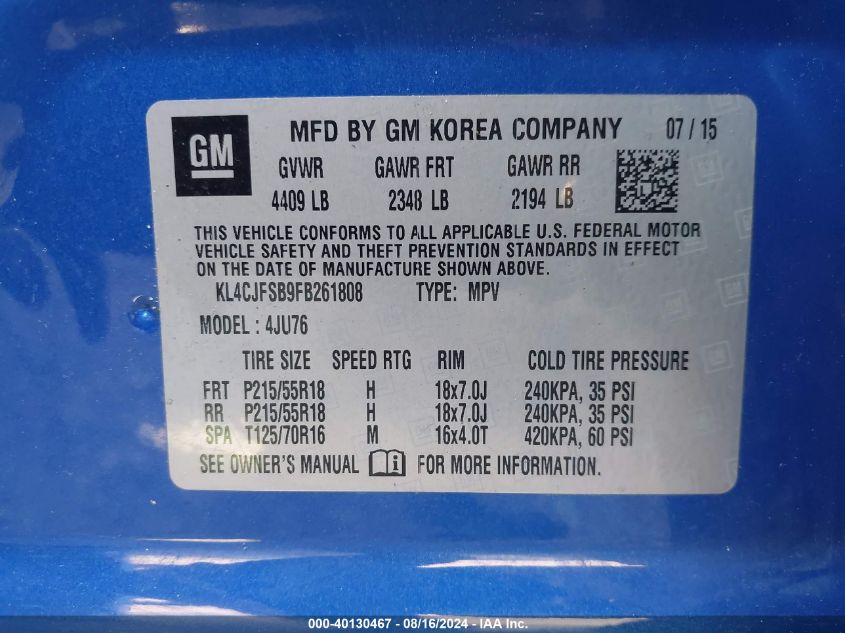 GM
MFD BY GM KOREA COMPANY 07 / 15
GVWR GAWR FRT GAWR RR
4409 LB 2348 LB 2194 LB
THIS VEHICLE CONFORMS TO ALL APPLICABLE U.S. FEDERAL MOTOR
VEHICLE SAFETY AND THEFT PREVENTION STANDARDS IN EFFECT
ON THE DATE OF MANUFACTURE SHOWN ABOVE.
KL4CJFSB9FB261808 TYPE: MPV
MODEL : 4JU76
TIRE SIZE SPEED RTG RIM COLD TIRE PRESSURE
FRT P215/55R18 H 18x7.0J 240KPA, 35 PSI
RR P215/55R18 H 18x7.0J 240KPA, 35 PSI
SPA T125/70R16 M 16x4.0T 420KPA, 60 PSI
SEE OWNER'S MANUAL i FOR MORE INFORMATION.
000-40130467 - 08/16/2024 - IAA Inc.